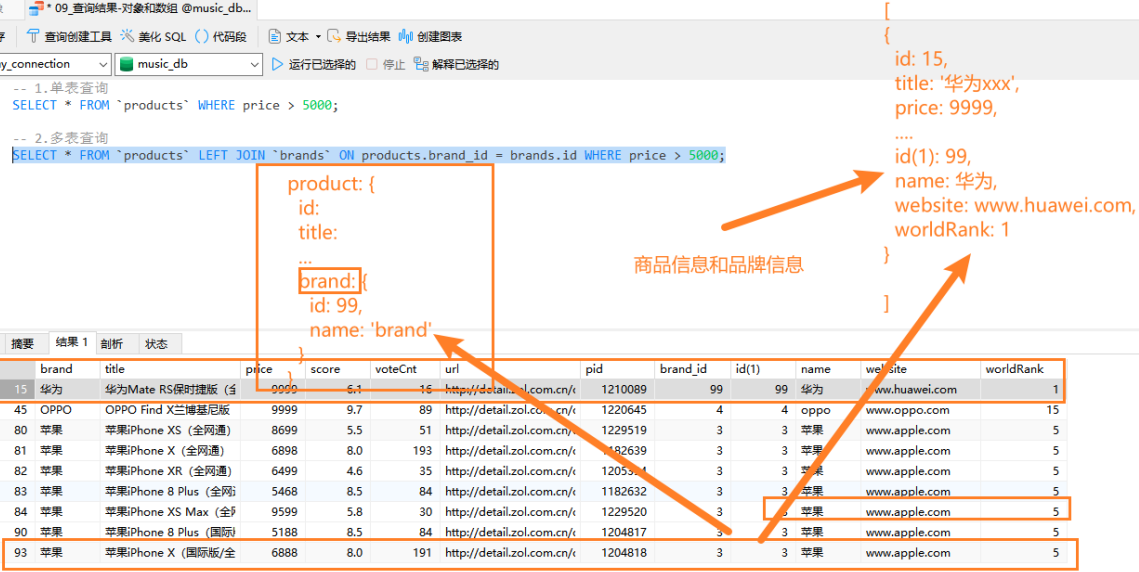 * 09_查询结果-对象和数组 @music_db...
查询创建工具 美化 SQL () 代码段 文本 导出结果 创建图表
y_connection music_db 运行已选择的 停止 解释已选择的
-- 1.单表查询
SELECT * FROM `products` WHERE price > 5000;
-- 2.多表查询
SELECT * FROM `products` LEFT JOIN `brands` ON products.brand_id = brands.id WHERE price > 5000;
product: {
id:
title:
...
brand: {
id: 99,
name: 'brand'
}
}
商品信息和品牌信息
[
{
id: 15,
title: '华为xxx',
price: 9999,
....
id(1): 99,
name: 华为,
website: www.huawei.com,
worldRank: 1
}
]
摘要 结果 1 剖析 状态
brand title price score voteCnt url pid brand_id id(1) name website worldRank
15 华为 华为Mate RS保时捷版（全 9999 6.1 16 http://detail.zol.com.cn/c 1210089 99 99 华为 www.huawei.com 1
45 OPPO OPPO Find X兰博基尼版 9999 9.7 89 http://detail.zol.com.cn/c 1220645 4 4 oppo www.oppo.com 15
80 苹果 苹果iPhone XS（全网通） 8699 5.5 51 http://detail.zol.com.cn/c 1229519 3 3 苹果 www.apple.com 5
81 苹果 苹果iPhone X（全网通） 6898 8.0 193 http://detail.zol.com.cn/c 1182639 3 3 苹果 www.apple.com 5
82 苹果 苹果iPhone XR（全网通） 6499 4.6 35 http://detail.zol.com.cn/c 3 3 苹果 www.apple.com 5
83 苹果 苹果iPhone 8 Plus（全网 5468 8.5 84 http://detail.zol.com.cn/c 1182632 3 3 苹果 www.apple.com 5
84 苹果 苹果iPhone XS Max（全网 9599 5.8 30 http://detail.zol.com.cn/c 1229520 3 3 苹果 www.apple.com 5
90 苹果 苹果iPhone 8 Plus（国际 5188 8.5 84 http://detail.zol.com.cn/c 1204817 3 3 苹果 www.apple.com 5
93 苹果 苹果iPhone X（国际版/全 6888 8.0 191 http://detail.zol.com.cn/c 1204818 3 3 苹果 www.apple.com 5